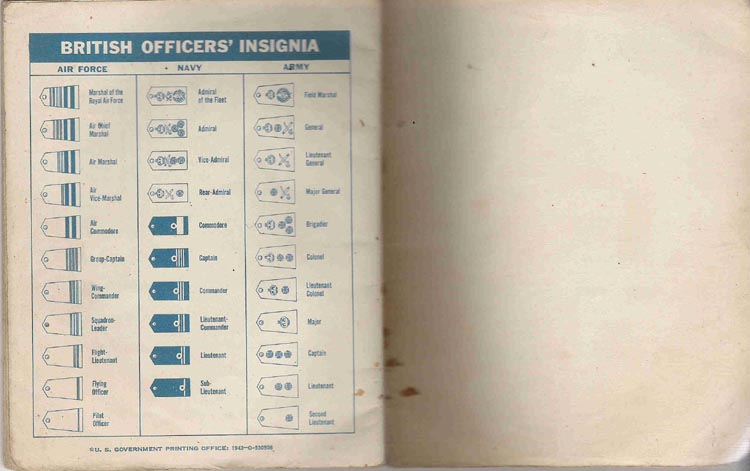 BRITISH OFFICERS' INSIGNIA
AIR FORCE
Marshal of the
Royal Air Force
Air Chief
Marshal
Air Marshal
Air
Vice-Marshal
Air
Commodore
Group-Captain
Wing-
Commander
Squadron-
Leader
Flight-
Lieutenant
Flying
Officer
Pilot
Officer
NAVY
Admiral
of the Fleet
Admiral
Vice-Admiral
Rear-Admiral
Commodore
Captain
Commander
Lieutenant-
Commander
Lieutenant
Sub-
Lieutenant
ARMY
Field Marshal
General
Lieutenant
General
Major General
Brigadier
Colonel
Lieutenant
Colonel
Major
Captain
Lieutenant
Second
Lieutenant
U. S. GOVERNMENT PRINTING OFFICE: 1943-O-